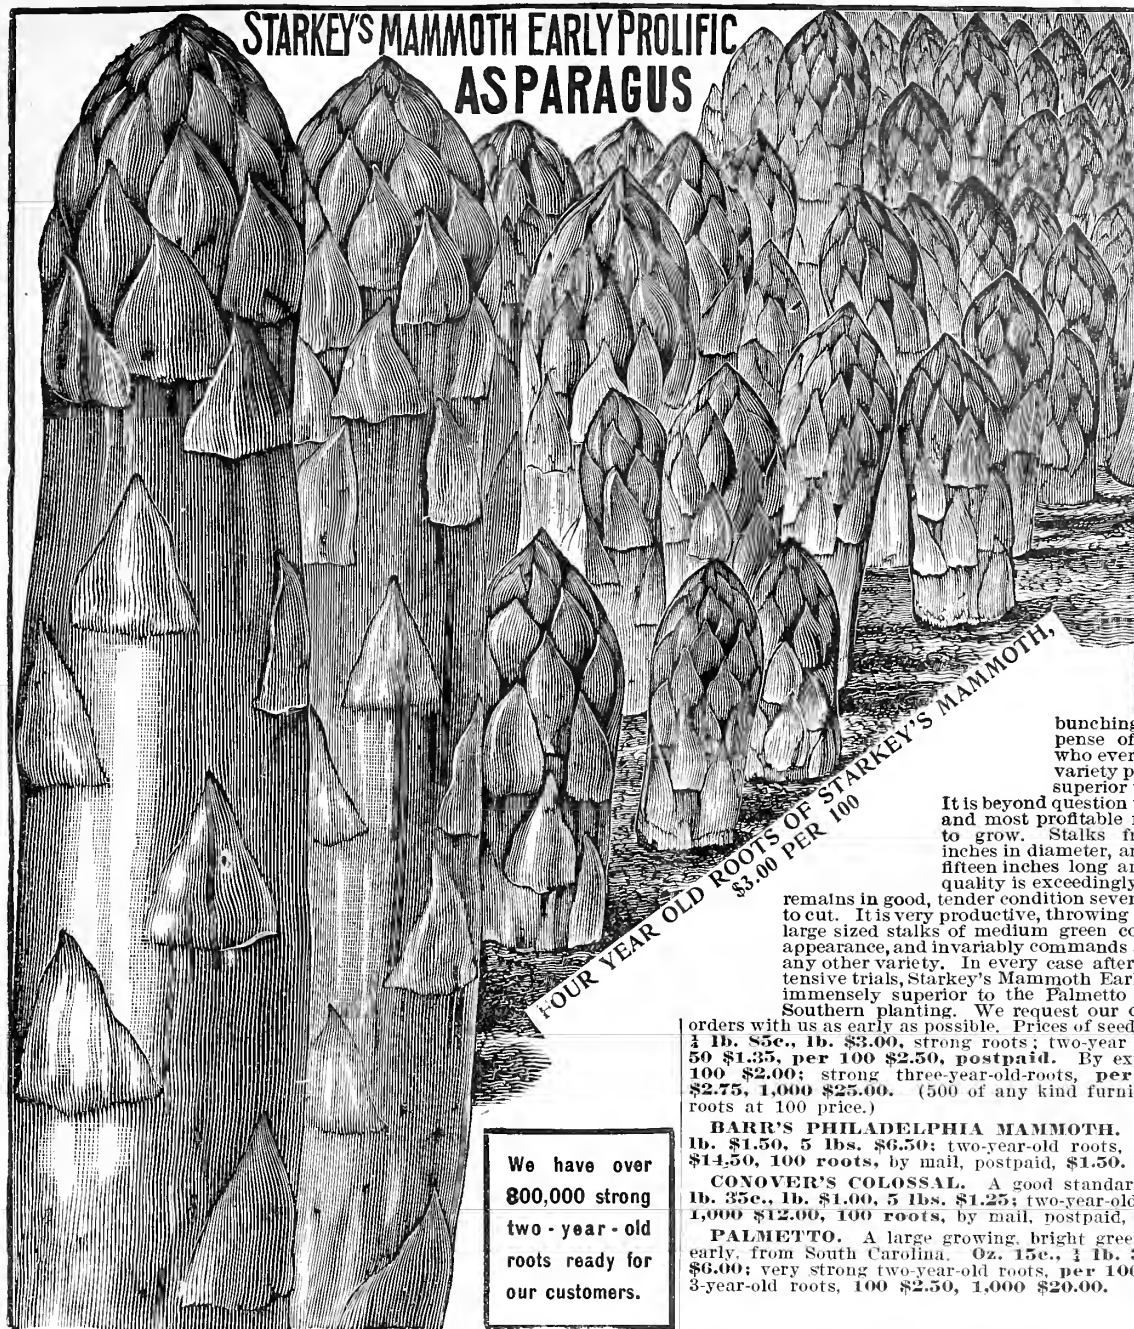 STARKEY'S MAMMOTH EARLY PROLIFIC
ASPARAGUS
FOUR YEAR OLD ROOTS OF STARKEY'S MAMMOTH,
$3.00 PER 100
bunching
pense of
who ever
variety p
superior
It is beyond question
and most profitable
to grow. Stalks fr
inches in diameter, an
fifteen inches long an
quality is exceedingly
remains in good, tender condition sever
to cut. It is very productive, throwing
large sized stalks of medium green co
appearance, and invariably commands
any other variety. In every case after
tensive trials, Starkey's Mammoth Ear
immensely superior to the Palmetto
Southern planting. We request our c
orders with us as early as possible. Prices of seed
¼ lb. 85c., lb. $3.00, strong roots; two-year
50 $1.35, per 100 $2.50, postpaid. By ex
100 $2.00; strong three-year-old-roots, per
$2.75, 1,000 $25.00. (500 of any kind furni
roots at 100 price.)
BARR'S PHILADELPHIA MAMMOTH.
lb. $1.50, 5 lbs. $6.50; two-year-old roots,
$14.50, 100 roots, by mail, postpaid, $1.50.
CONOVER'S COLOSSAL. A good standar
lb. 35c., lb. $1.00, 5 lbs. $1.25; two-year-old
1,000 $12.00, 100 roots, by mail, postpaid,
PALMETTO. A large growing, bright gree
early, from South Carolina. Oz. 15c., ¼ lb.
$6.00; very strong two-year-old roots, per 100
3-year-old roots, 100 $2.50, 1,000 $20.00.
We have over
800,000 strong
two-year-old
roots ready for
our customers.